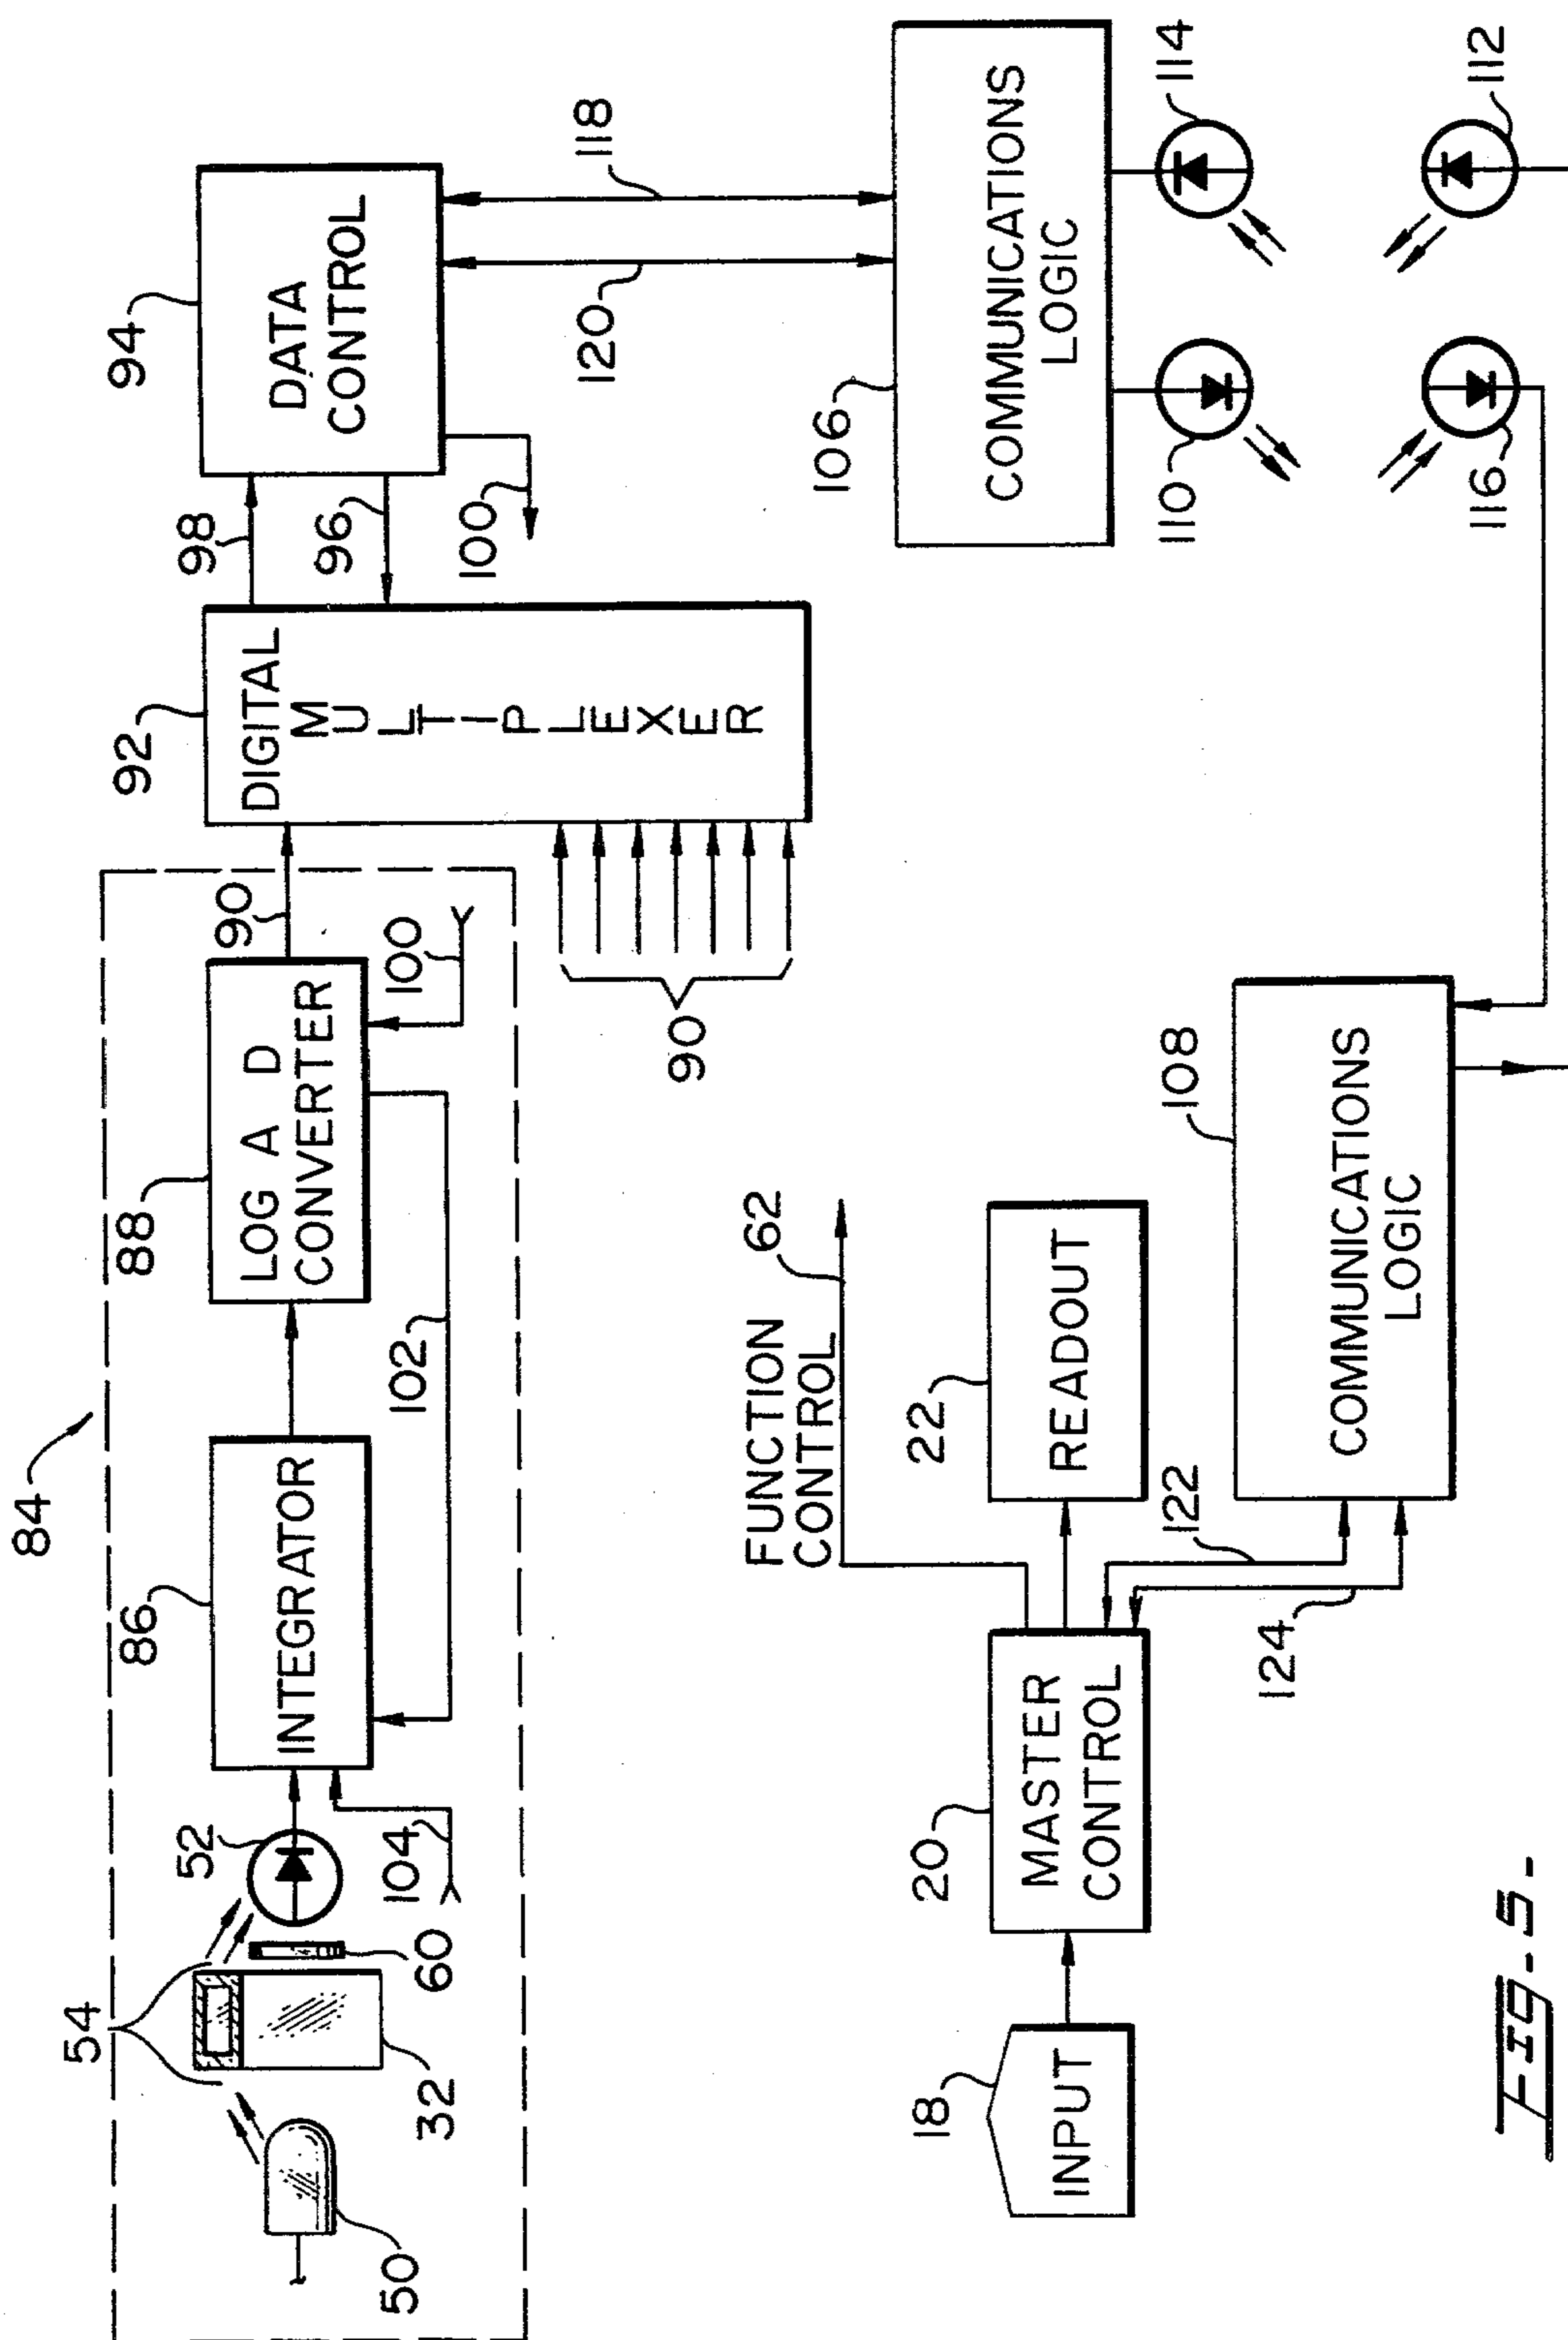 84
54
52
86
88
90
92
98
94
INTEGRATOR
LOG A D
CONVERTER
DIGITAL
MULTIPLEXER
DATA
CONTROL
96
100
50
32
60
104
102
100
90
118
120
FUNCTION
CONTROL
62
106
COMMUNICATIONS
LOGIC
18
INPUT
20
MASTER
CONTROL
22
READOUT
110
114
124
122
108
COMMUNICATIONS
LOGIC
116
112
FIG-5-